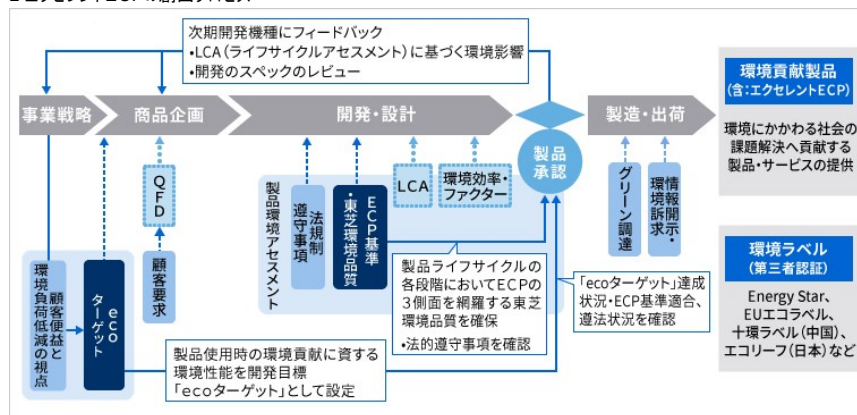 次期開発機種にフィードバック
•LCA(ライフサイクルアセスメント)に基づく環境影響
•開発のスペックのレビュー
事業戦略
商品企画
開発・設計
製造・出荷
製品
承認
QFD
顧客要求
製品環境アセスメント
法規制
遵守事項
ECP基準
・東芝環境品質
LCA
環境効率・
ファクター
グリーン調達
情報開示・
環境訴求
顧客便益と
環境負荷低減の視点
eco
ターゲット
製品ライフサイクルの
各段階においてECPの
3側面を網羅する東芝
環境品質を確保
•法的遵守事項を確認
「ecoターゲット」達成
状況・ECP基準適合、
遵法状況を確認
製品使用時の環境貢献に資する
環境性能を開発目標
「ecoターゲット」として設定
環境貢献製品
(含:エクセレントECP)
環境にかかわる社会の
課題解決へ貢献する
製品・サービスの提供
環境ラベル
(第三者認証)
Energy Star、
EUエコラベル、
十環ラベル(中国)、
エコリーフ(日本)など